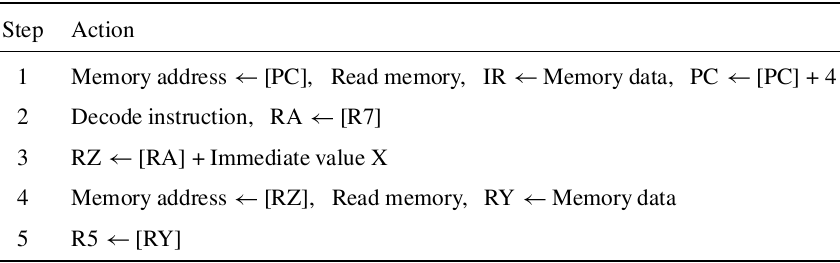 Step Action
1 Memory address ← [PC], Read memory, IR ← Memory data, PC ← [PC] + 4
2 Decode instruction, RA ← [R7]
3 RZ ← [RA] + Immediate value X
4 Memory address ← [RZ], Read memory, RY ← Memory data
5 R5 ← [RY]